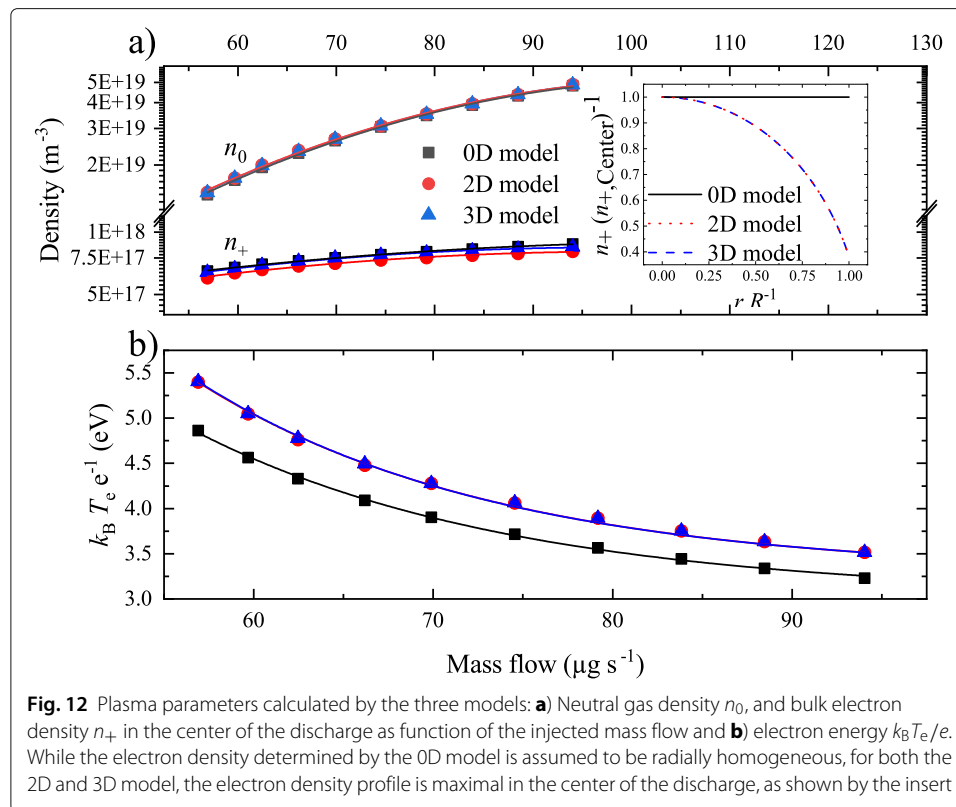 a)
60 70 80 90 100 110 120 130
5E+19
4E+19
3E+19
2E+19
1E+18
7.5E+17
5E+17
Density (m⁻³)
n₀
n₊
0D model
2D model
3D model
1.0
0.9
0.8
0.7
0.6
0.5
0.4
n₊ (n₊,Center)⁻¹
0D model
2D model
3D model
0.00 0.25 0.50 0.75 1.00
r R⁻¹
b)
5.5
5.0
4.5
4.0
3.5
3.0
k_B T_e e⁻¹ (eV)
60 70 80 90
Mass flow (µg s⁻¹)
Fig. 12 Plasma parameters calculated by the three models: a) Neutral gas density n₀, and bulk electron
density n₊ in the center of the discharge as function of the injected mass flow and b) electron energy k_BT_e/e.
While the electron density determined by the 0D model is assumed to be radially homogeneous, for both the
2D and 3D model, the electron density profile is maximal in the center of the discharge, as shown by the insert